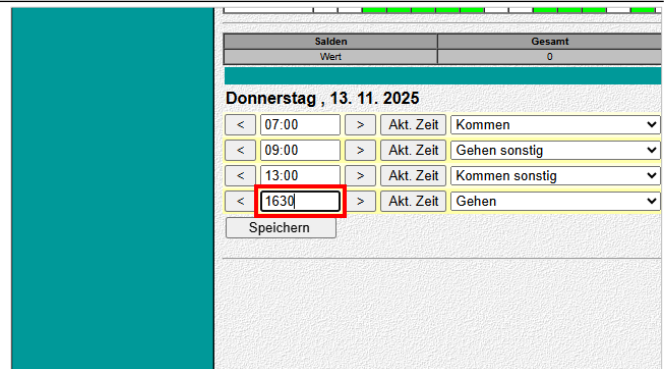 Salden Gesamt
Wert 0
Donnerstag , 13. 11. 2025
< 07:00 > Akt. Zeit Kommen
< 09:00 > Akt. Zeit Gehen sonstig
< 13:00 > Akt. Zeit Kommen sonstig
< 1630 > Akt. Zeit Gehen
Speichern